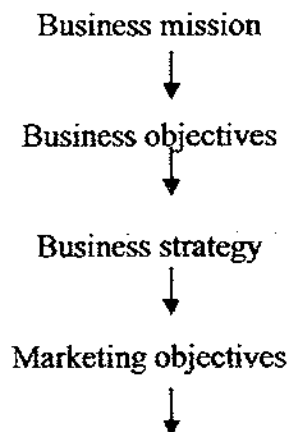 Business mission
Business objectives
Business strategy
Marketing objectives